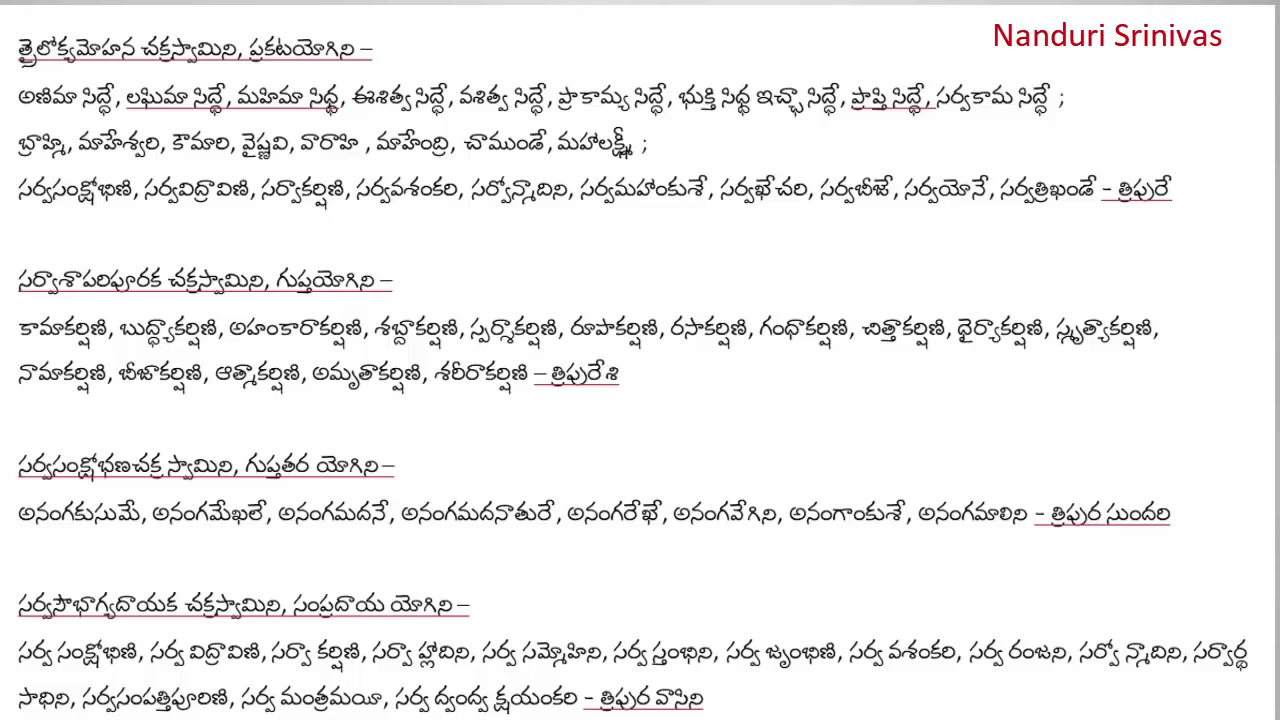 Nanduri Srinivas
త్రైలోక్యమోహన చక్రస్వామిని, ప్రకటయోగిని –
అణిమా సిద్ధే, లఘిమా సిద్ధే, మహిమా సిద్ధ, ఈశిత్వ సిద్ధే, వశిత్వ సిద్ధే, ప్రాకామ్య సిద్ధే, భుక్తి సిద్ధ ఇచ్ఛా సిద్ధే, ప్రాప్తి సిద్ధే, సర్వకామ సిద్ధే ;
బ్రాహ్మి, మాహేశ్వరి, కౌమారి, వైష్ణవి, వారాహి , మాహేంద్రి, చాముండే, మహాలక్ష్మీ ;
సర్వసంక్షోభిణి, సర్వవిద్రావిణి, సర్వాకర్షిణి, సర్వవశంకరి, సర్వోన్మాదిని, సర్వమహాంకుశే, సర్వఖేచరి, సర్వబీజే, సర్వయోనే, సర్వత్రిఖండే - త్రిపురే
సర్వాశాపరిపూరక చక్రస్వామిని, గుప్తయోగిని –
కామాకర్షిణి, బుద్ధ్యాకర్షిణి, అహంకారాకర్షిణి, శబ్దాకర్షిణి, స్పర్శాకర్షిణి, రూపాకర్షిణి, రసాకర్షిణి, గంధాకర్షిణి, చిత్తాకర్షిణి, ధైర్యాకర్షిణి, స్మృత్యాకర్షిణి,
నామాకర్షిణి, బీజాకర్షిణి, ఆత్మాకర్షిణి, అమృతాకర్షిణి, శరీరాకర్షిణి – త్రిపురేశి
సర్వసంక్షోభణచక్ర స్వామిని, గుప్తతర యోగిని –
అనంగకుసుమే, అనంగమేఖలే, అనంగమదనే, అనంగమదనాతురే, అనంగరేఖే, అనంగవేగిని, అనంగాంకుశే, అనంగమాలిని - త్రిపుర సుందరి
సర్వసౌభాగ్యదాయక చక్రస్వామిని, సంప్రదాయ యోగిని –
సర్వ సంక్షోభిణి, సర్వ విద్రావిణి, సర్వా కర్షిణి, సర్వా హ్లాదిని, సర్వ సమ్మోహిని, సర్వ స్తంభిని, సర్వ జృంభిణి, సర్వ వశంకరి, సర్వ రంజని, సర్వో న్మాదిని, సర్వార్థ
సాధిని, సర్వసంపత్తిపూరిణి, సర్వ మంత్రమయీ, సర్వ ద్వంద్వ క్షయంకరి - త్రిపుర వాసిని